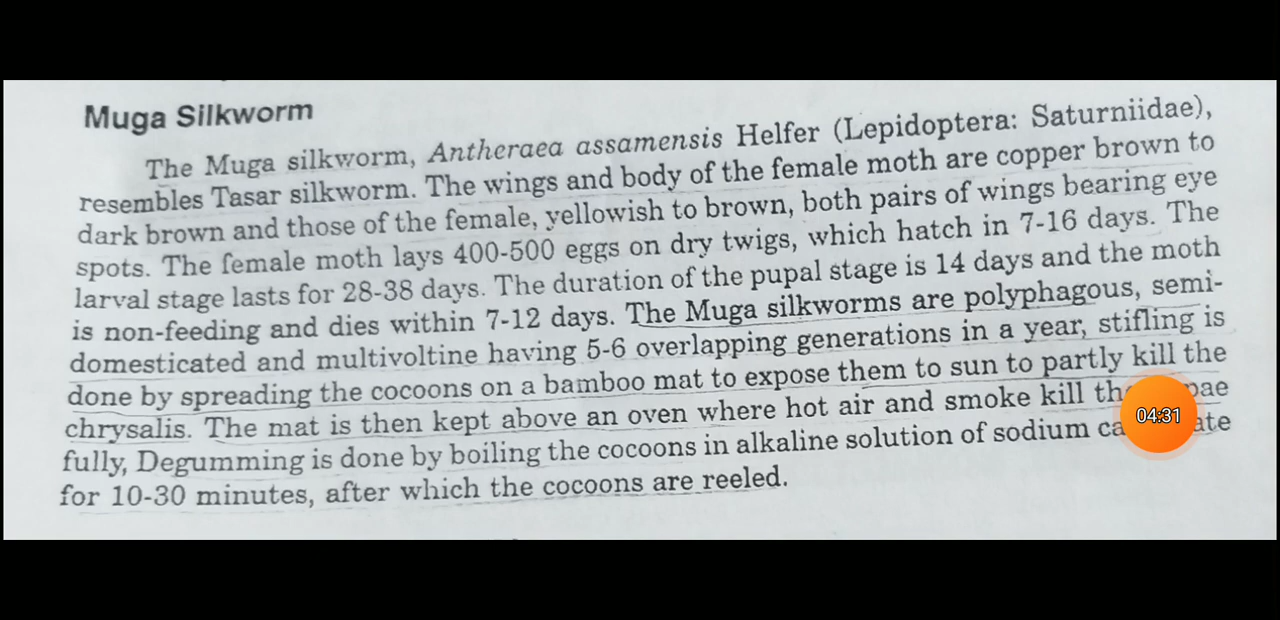 Muga Silkworm
The Muga silkworm, Antheraea assamensis Helfer (Lepidoptera: Saturniidae),
resembles Tasar silkworm. The wings and body of the female moth are copper brown to
dark brown and those of the female, yellowish to brown, both pairs of wings bearing eye
spots. The female moth lays 400-500 eggs on dry twigs, which hatch in 7-16 days. The
larval stage lasts for 28-38 days. The duration of the pupal stage is 14 days and the moth
is non-feeding and dies within 7-12 days. The Muga silkworms are polyphagous, semi-
domesticated and multivoltine having 5-6 overlapping generations in a year, stifling is
done by spreading the cocoons on a bamboo mat to expose them to sun to partly kill the
chrysalis. The mat is then kept above an oven where hot air and smoke kill
fully, Degumming is done by boiling the cocoons in alkaline solution of sodium
for 10-30 minutes, after which the cocoons are reeled.
04:31